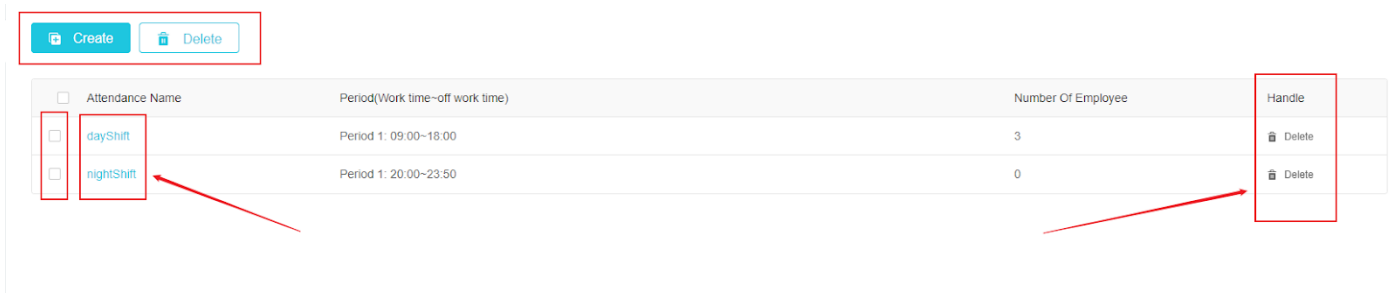 Create Delete
Attendance Name Period(Work time~off work time) Number Of Employee Handle
dayShift Period 1: 09:00~18:00 3 Delete
nightShift Period 1: 20:00~23:50 0 Delete